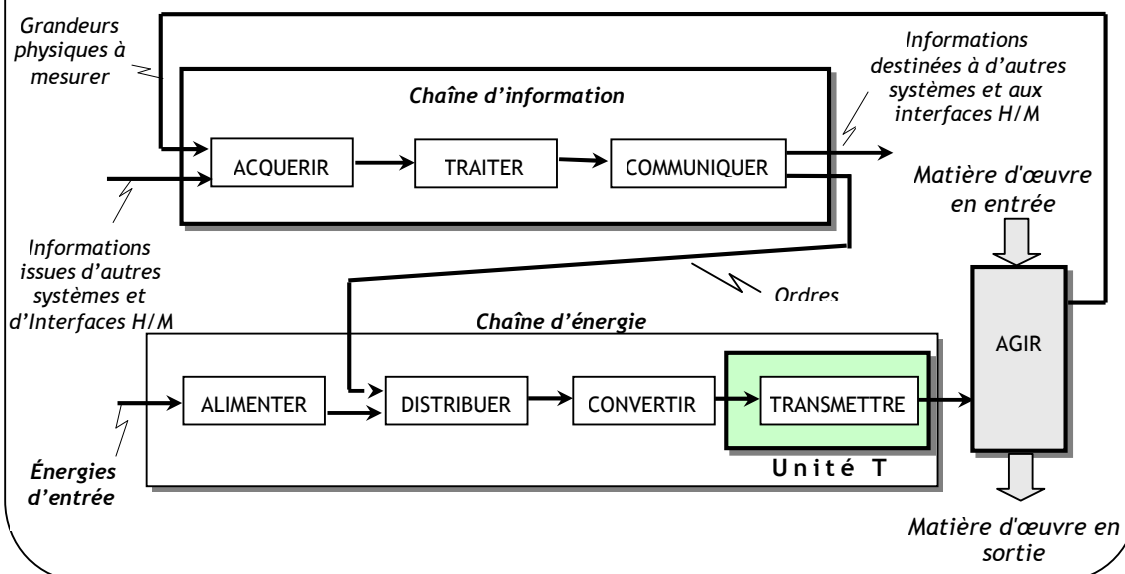 Grandeurs
physiques à
mesurer
Informations
destinées à d’autres
systèmes et aux
interfaces H/M
Chaîne d’information
ACQUERIR
TRAITER
COMMUNIQUER
Matière d'œuvre
en entrée
Informations
issues d’autres
systèmes et
d’Interfaces H/M
Ordres
Chaîne d’énergie
AGIR
ALIMENTER
DISTRIBUER
CONVERTIR
TRANSMETTRE
Unité T
Énergies
d’entrée
Matière d'œuvre en
sortie